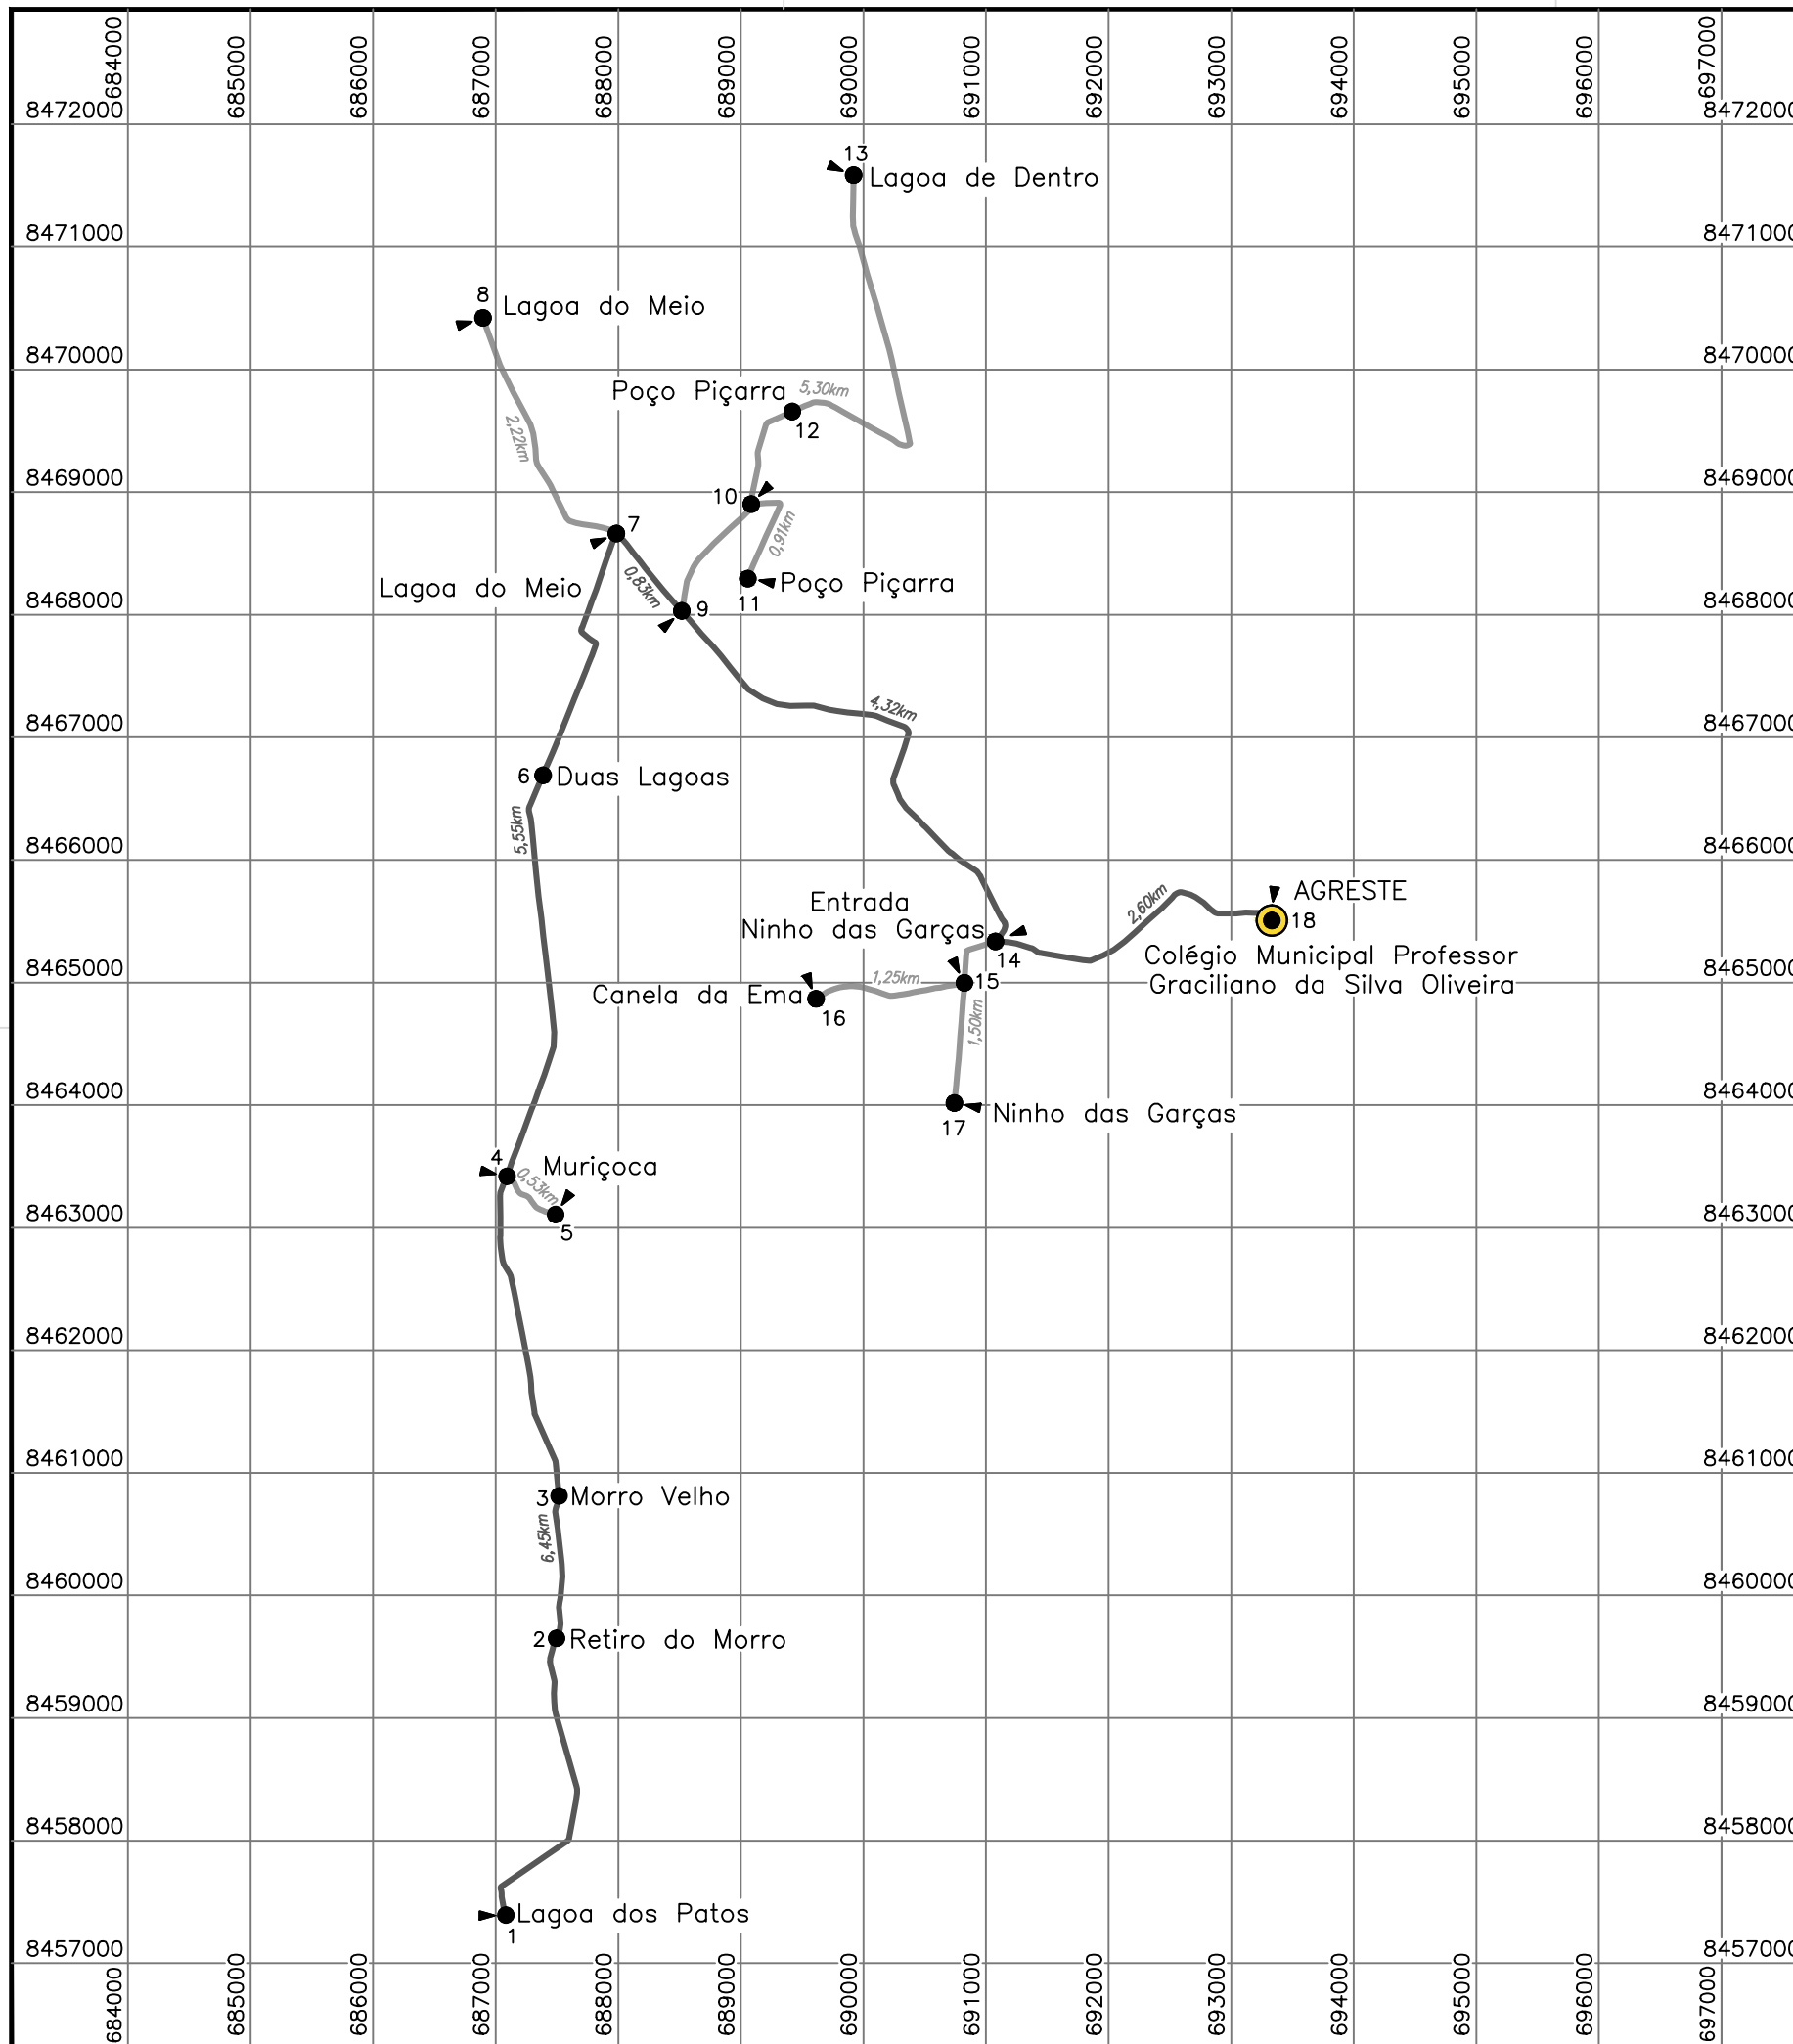 684000 685000 686000 687000 688000 689000 690000 691000 692000 693000 694000 695000 696000 697000
8472000 8472000
13
Lagoa de Dentro
8471000 8471000
8
Lagoa do Meio
8470000 8470000
Poço Piçarra 5,30km
12
2,22km
8469000 8469000
10
7
0,91km
Lagoa do Meio
0,83km
Poço Piçarra
11
8468000 9 8468000
4,32km
8467000 8467000
6 Duas Lagoas
5,55km
8466000 8466000
2,60km
AGRESTE
Entrada
18
Ninho das Garças
14
Colégio Municipal Professor
8465000 1,25km 15 8465000
Graciliano da Silva Oliveira
Canela da Ema
16
1,50km
8464000 8464000
Ninho das Garças
17
4
Muriçoca
0,53km
8463000 8463000
5
8462000 8462000
8461000 8461000
3 Morro Velho
6,45km
8460000 8460000
2 Retiro do Morro
8459000 8459000
8458000 8458000
Lagoa dos Patos
1
8457000 8457000
684000 685000 686000 687000 688000 689000 690000 691000 692000 693000 694000 695000 696000 697000